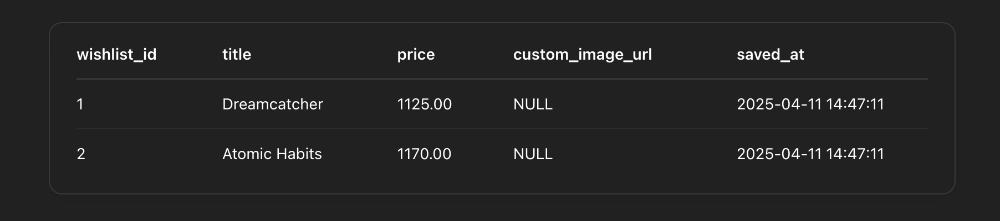 wishlist_id title price custom_image_url saved_at
1 Dreamcatcher 1125.00 NULL 2025-04-11 14:47:11
2 Atomic Habits 1170.00 NULL 2025-04-11 14:47:11